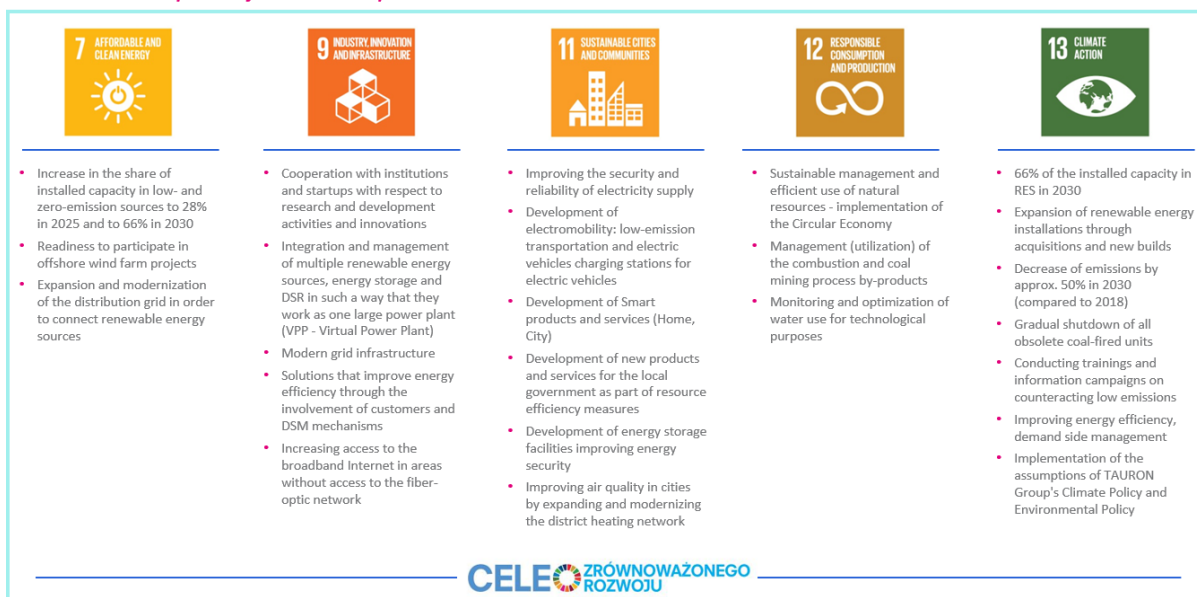 7 AFFORDABLE AND
CLEAN ENERGY
Increase in the share of
installed capacity in low- and
zero-emission sources to 28%
in 2025 and to 66% in 2030
Readiness to participate in
offshore wind farm projects
Expansion and modernization
of the distribution grid in order
to connect renewable energy
sources
9 INDUSTRY, INNOVATION
AND INFRASTRUCTURE
Cooperation with institutions
and startups with respect to
research and development
activities and innovations
Integration and management
of multiple renewable energy
sources, energy storage and
DSR in such a way that they
work as one large power plant
(VPP - Virtual Power Plant)
Modern grid infrastructure
Solutions that improve energy
efficiency through the
involvement of customers and
DSM mechanisms
Increasing access to the
broadband Internet in areas
without access to the fiber-
optic network
11 SUSTAINABLE CITIES
AND COMMUNITIES
Improving the security and
reliability of electricity supply
Development of
electromobility: low-emission
transportation and electric
vehicles charging stations for
electric vehicles
Development of Smart
products and services (Home,
City)
Development of new products
and services for the local
government as part of resource
efficiency measures
Development of energy storage
facilities improving energy
security
Improving air quality in cities
by expanding and modernizing
the district heating network
12 RESPONSIBLE
CONSUMPTION
AND PRODUCTION
Sustainable management and
efficient use of natural
resources - implementation of
the Circular Economy
Management (utilization) of
the combustion and coal
mining process by-products
Monitoring and optimization of
water use for technological
purposes
13 CLIMATE
ACTION
66% of the installed capacity in
RES in 2030
Expansion of renewable energy
installations through
acquisitions and new builds
Decrease of emissions by
approx. 50% in 2030
(compared to 2018)
Gradual shutdown of all
obsolete coal-fired units
Conducting trainings and
information campaigns on
counteracting low emissions
Improving energy efficiency,
demand side management
Implementation of the
assumptions of TAURON
Group's Climate Policy and
Environmental Policy
CELE ZRÓWNOWAŻONEGO
ROZWOJU